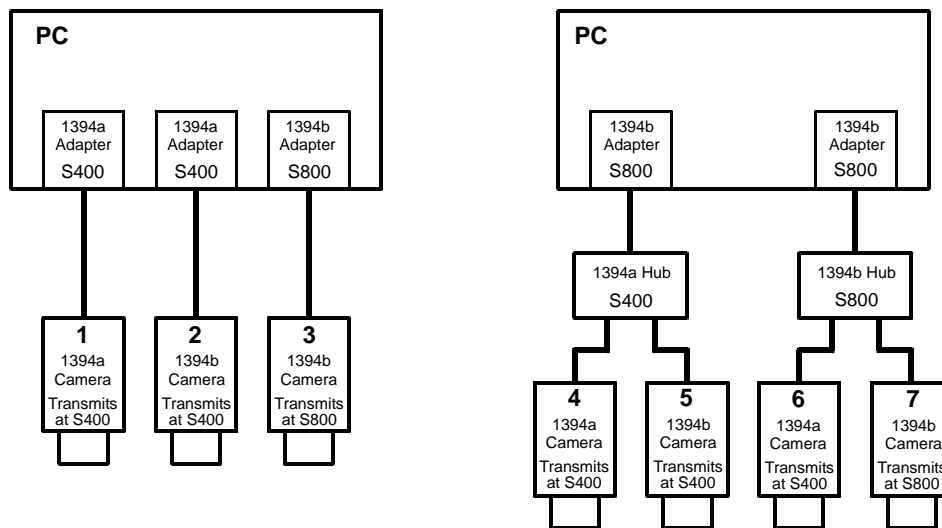 PC
1394a
Adapter
S400
1394a
Adapter
S400
1394b
Adapter
S800
1
1394a
Camera
Transmits
at S400
2
1394b
Camera
Transmits
at S400
3
1394b
Camera
Transmits
at S800
PC
1394b
Adapter
S800
1394b
Adapter
S800
1394a Hub
S400
1394b Hub
S800
4
1394a
Camera
Transmits
at S400
5
1394b
Camera
Transmits
at S400
6
1394a
Camera
Transmits
at S400
7
1394b
Camera
Transmits
at S800